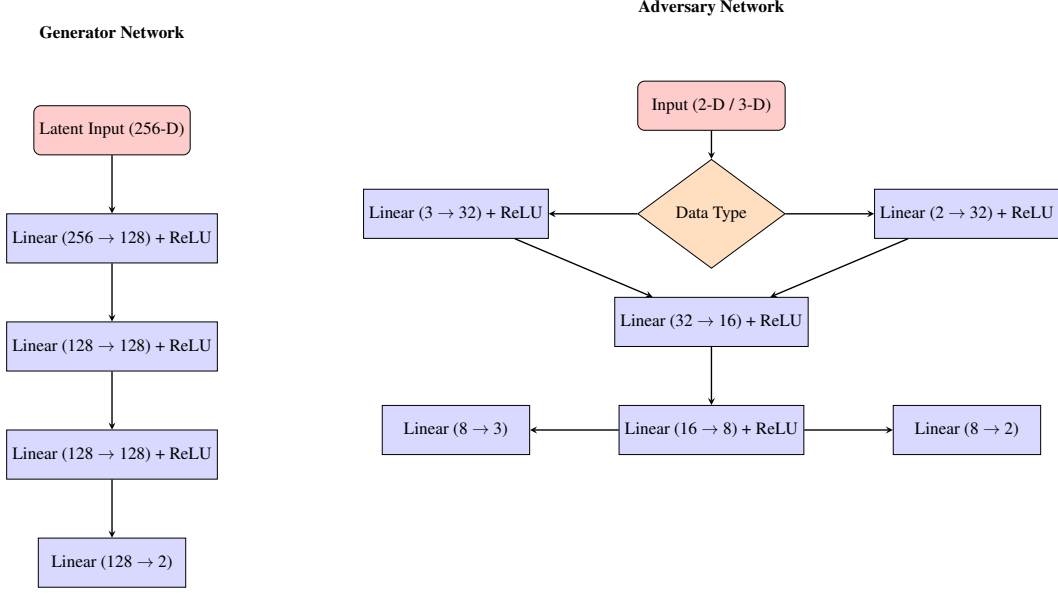 Generator Network
Latent Input (256-D)
Linear (256 → 128) + ReLU
Linear (128 → 128) + ReLU
Linear (128 → 128) + ReLU
Linear (128 → 2)
Adversary Network
Input (2-D / 3-D)
Data Type
Linear (3 → 32) + ReLU
Linear (2 → 32) + ReLU
Linear (32 → 16) + ReLU
Linear (8 → 3)
Linear (16 → 8) + ReLU
Linear (8 → 2)